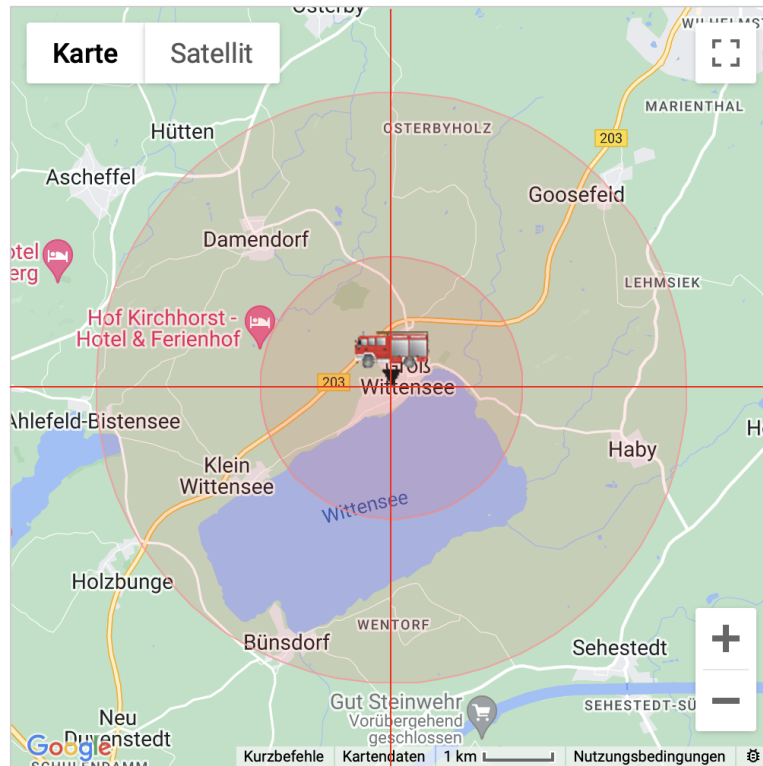 Osterby
WILHELMST
Karte
Satellit
MARIENTHAL
203
OSTERBYHOLZ
Hütten
Ascheffel
Goosefeld
Damendorf
otel
erg
LEHMSIEK
Hof Kirchhorst -
Hotel & Ferienhof
Groß
Wittensee
203
Ahlefeld-Bistensee
Haby
Klein
Wittensee
Wittensee
Holzbunge
WENTORF
Bünsdorf
Sehestedt
Gut Steinwehr
Vorübergehend
geschlossen
SEHESTEDT-SÜ
Neu
Duvenstedt
Google
SCHULENDAMM
Kurzbefehle
Kartendaten
1 km
Nutzungsbedingungen